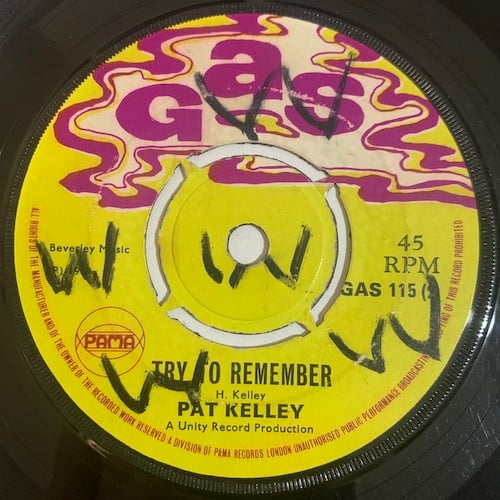 Gas
W
W
W
W
W
Beverley Music
45
RPM
GAS 115
PAMA
TRY TO REMEMBER
H. Kelley
PAT KELLEY
A Unity Record Production
ALL RIGHTS OF THE MANUFACTURER AND OF THE OWNER OF THE RECORDED WORK RESERVED A DIVISION OF PAMA RECORDS LONDON UNAUTHORISED PUBLIC PERFORMANCE BROADCASTING AND COPYING OF THIS RECORD PROHIBITED